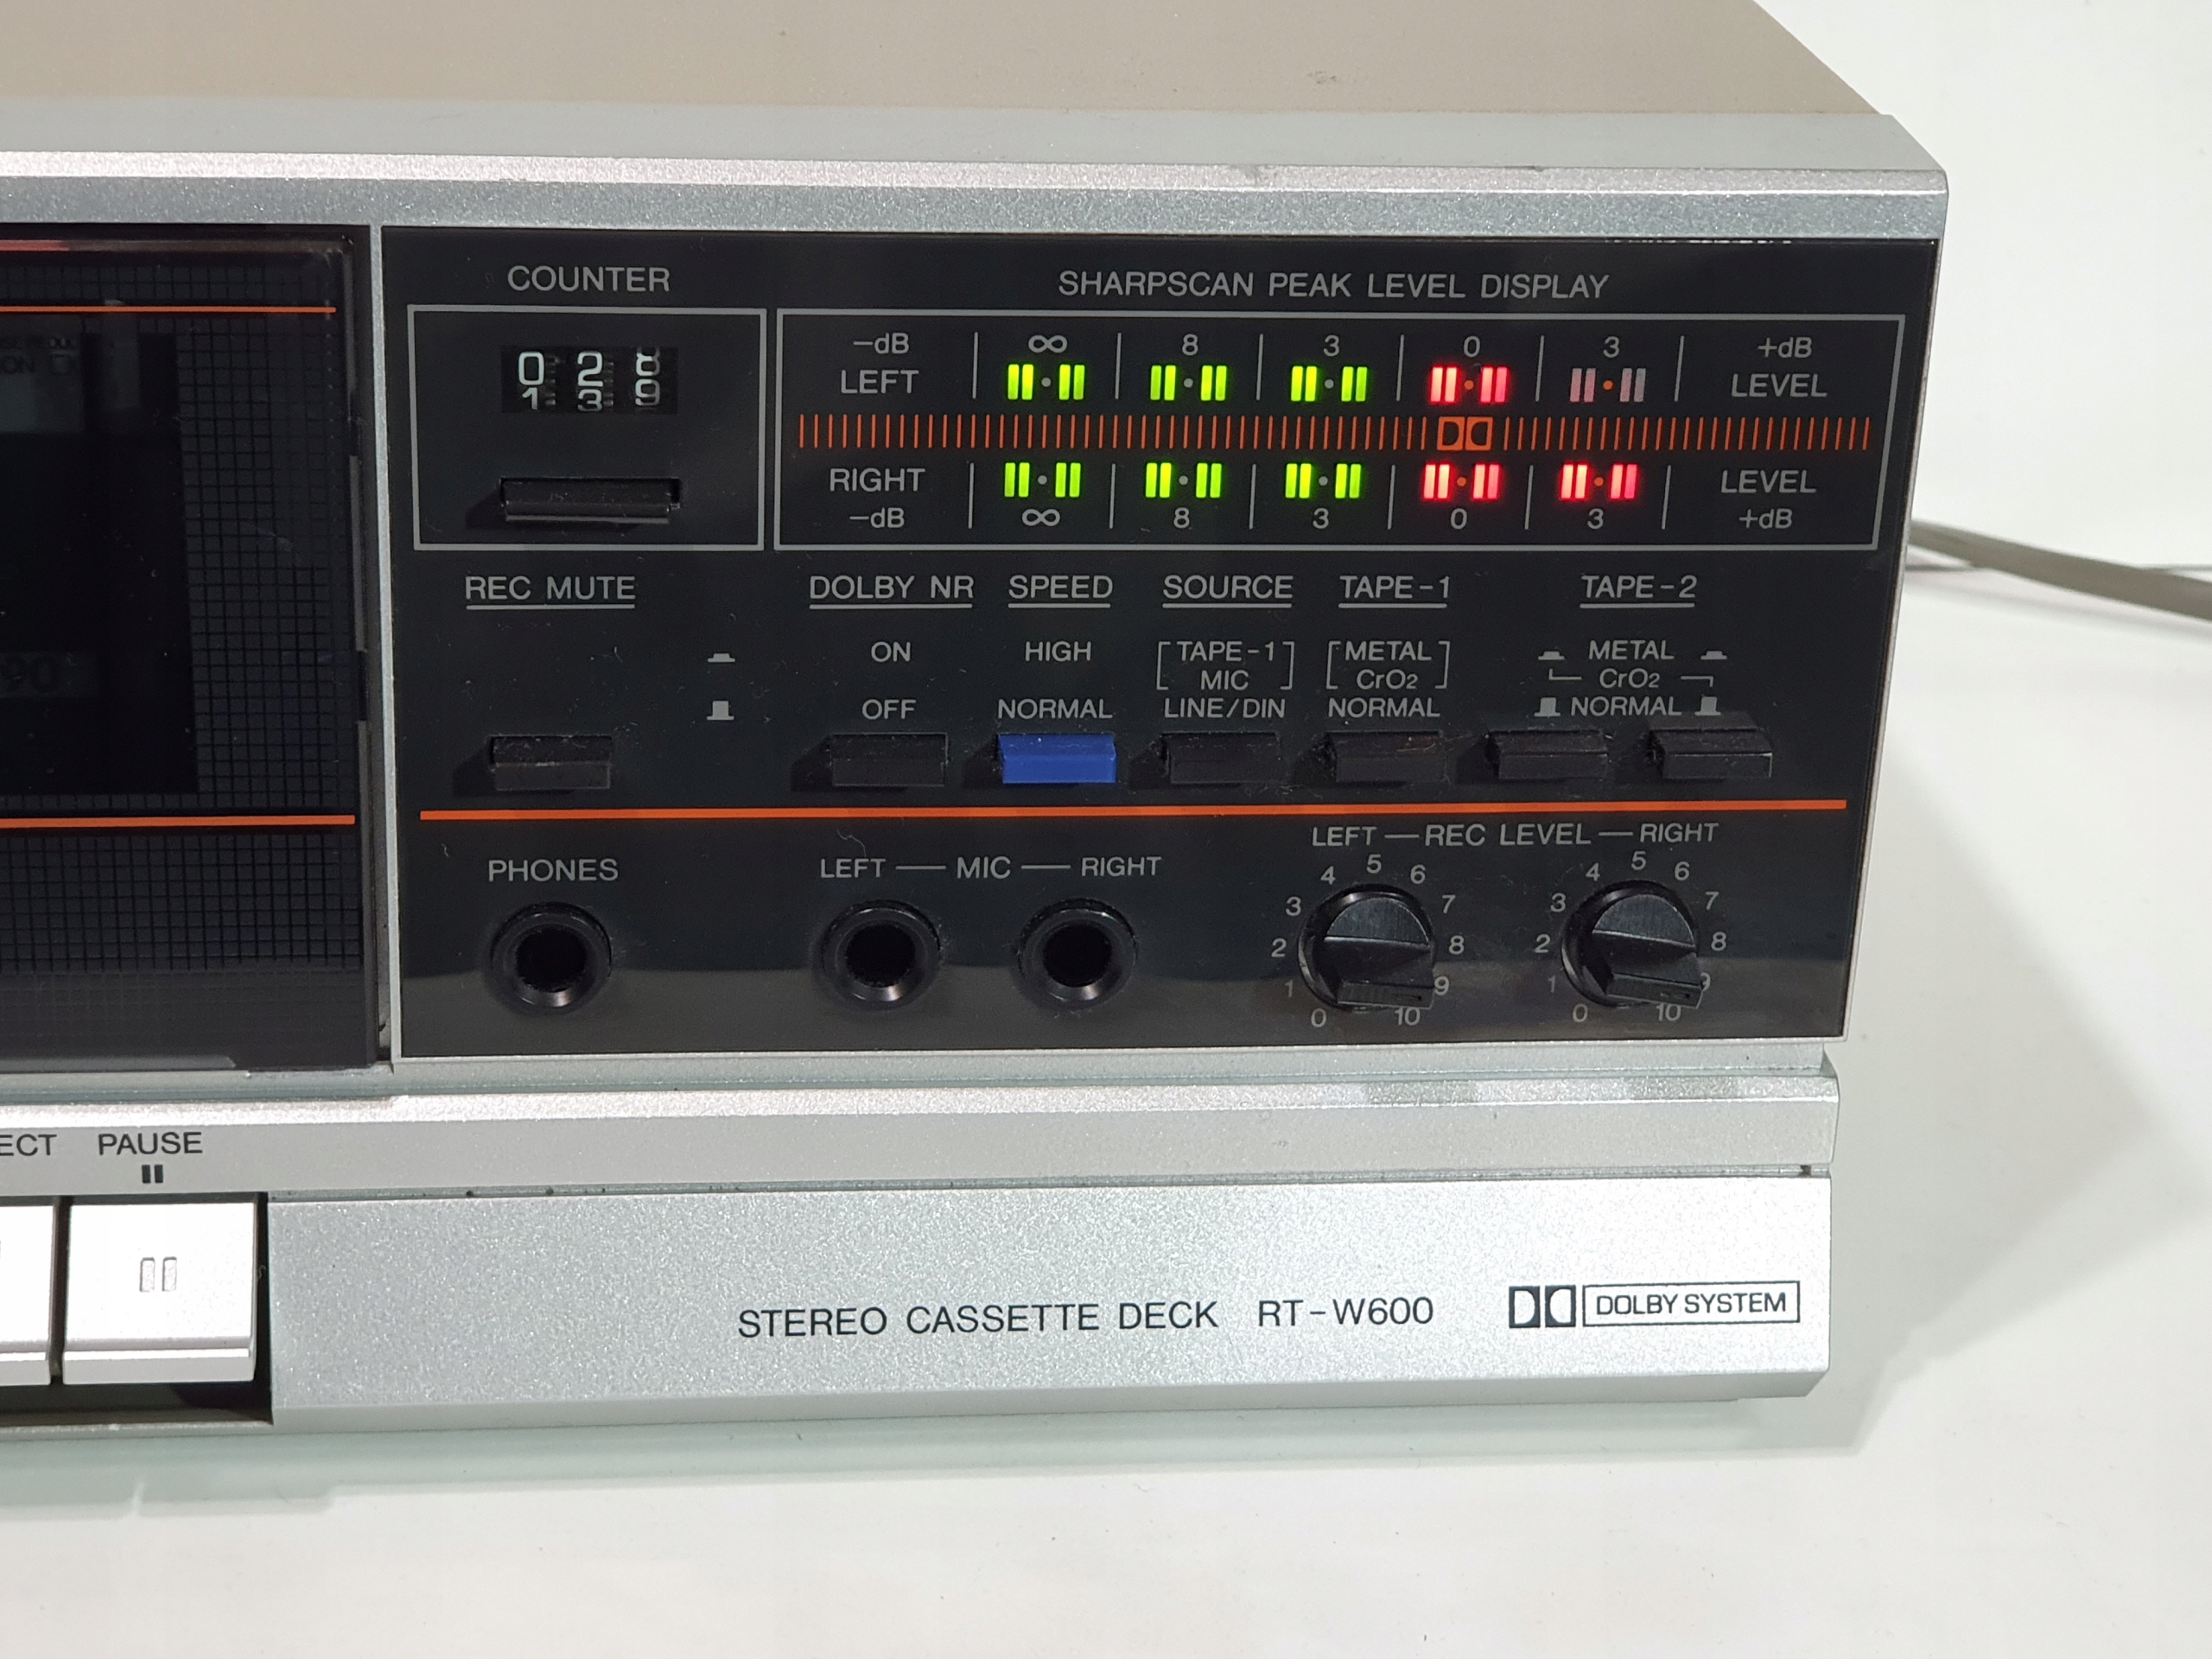 COUNTER
SHARPSCAN PEAK LEVEL DISPLAY
0 2 8
1 3 9
-dB ∞ 8 3 0 3 +dB
LEFT LEVEL
RIGHT LEVEL
-dB ∞ 8 3 0 3 +dB
REC MUTE DOLBY NR SPEED SOURCE TAPE-1 TAPE-2
ON HIGH [TAPE-1] [METAL] METAL
MIC CrO2 CrO2
OFF NORMAL LINE/DIN NORMAL NORMAL
90
LEFT — REC LEVEL — RIGHT
PHONES LEFT — MIC — RIGHT
0 1 2 3 4 5 6 7 8 9 10
0 1 2 3 4 5 6 7 8 9 10
ECT PAUSE
STEREO CASSETTE DECK RT-W600 DOLBY SYSTEM